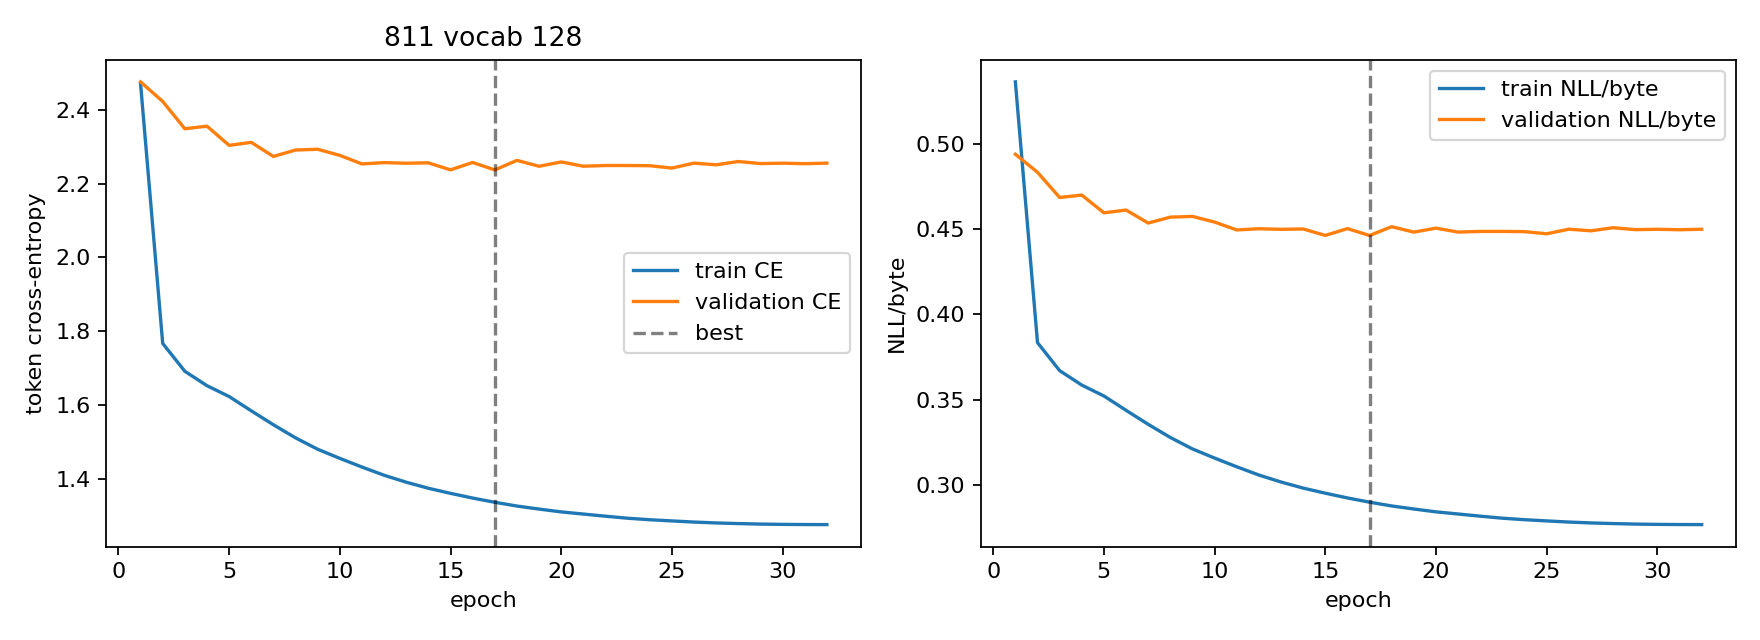 811 vocab 128
token cross-entropy
2.4
2.2
2.0
1.8
1.6
1.4
train CE
validation CE
best
0 5 10 15 20 25 30
epoch
NLL/byte
0.50
0.45
0.40
0.35
0.30
train NLL/byte
validation NLL/byte
0 5 10 15 20 25 30
epoch